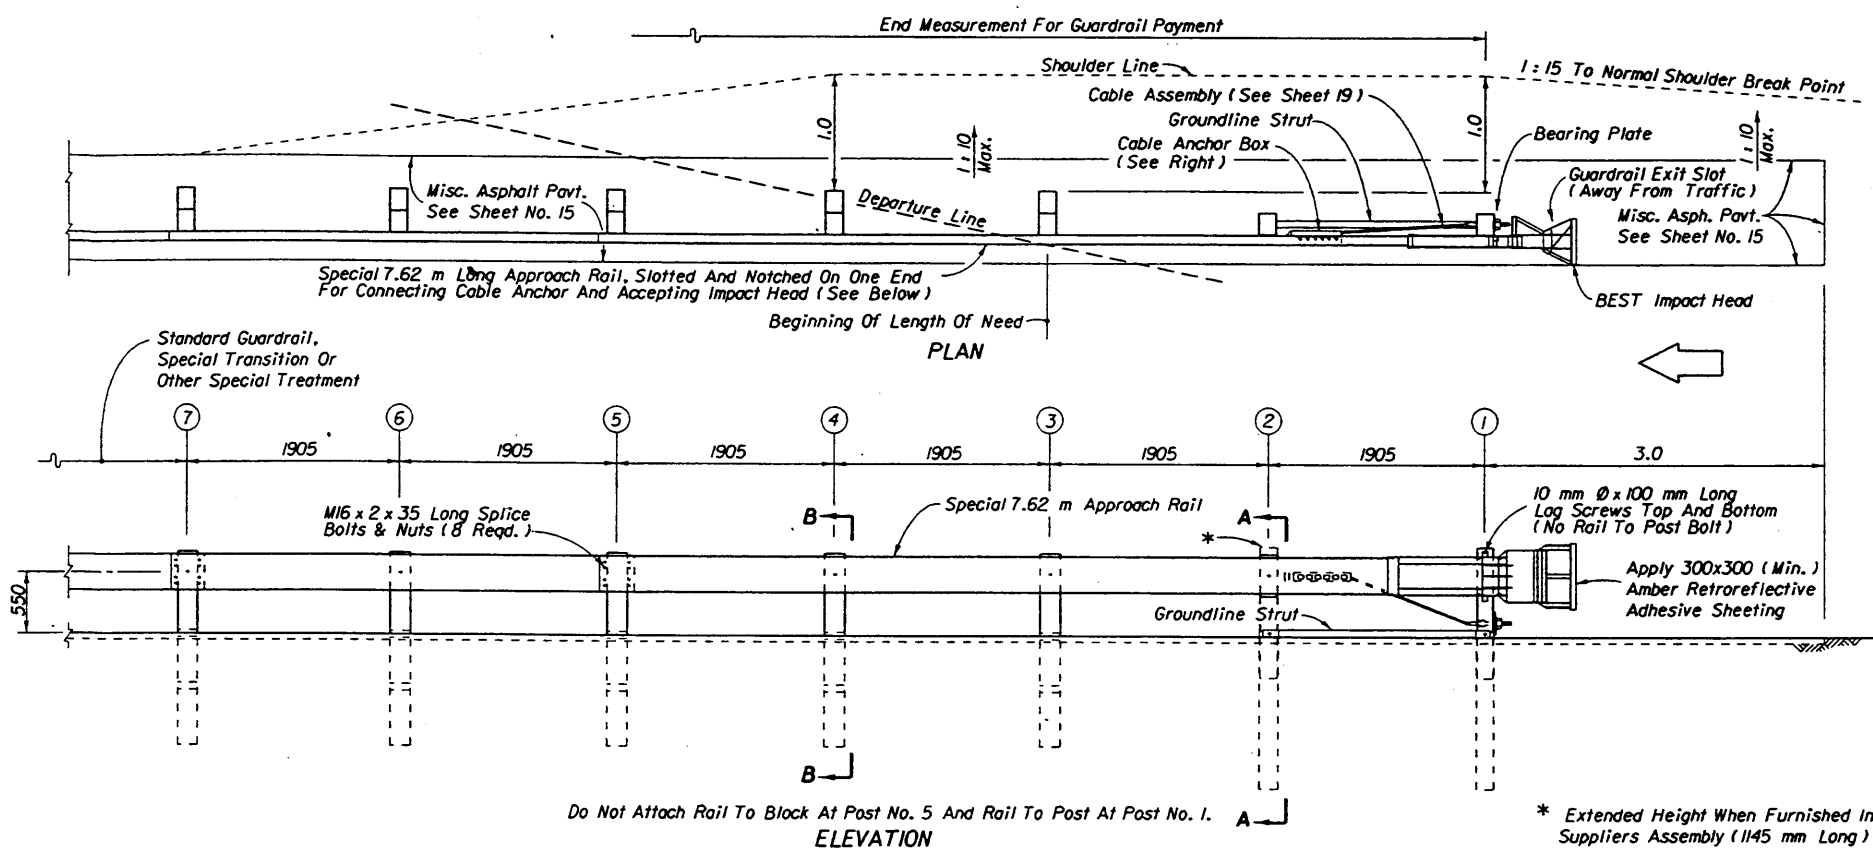 End Measurement For Guardrail Payment
Shoulder Line
1 : 15 To Normal Shoulder Break Point
Cable Assembly (See Sheet 19)
Groundline Strut
Cable Anchor Box
(See Right)
1.0
1 : 10
Max.
1.0
Bearing Plate
1 : 10
Max.
Guardrail Exit Slot
(Away From Traffic)
Misc. Asphalt Pavt.
See Sheet No. 15
Departure Line
Misc. Asph. Pavt.
See Sheet No. 15
Special 7.62 m Long Approach Rail, Slotted And Notched On One End
For Connecting Cable Anchor And Accepting Impact Head (See Below)
BEST Impact Head
Beginning Of Length Of Need
PLAN
Standard Guardrail,
Special Transition Or
Other Special Treatment
7 6 5 4 3 2 1
1905 1905 1905 1905 1905 1905 3.0
M16 x 2 x 35 Long Splice
Bolts & Nuts (8 Reqd.)
B
Special 7.62 m Approach Rail
A
*
10 mm Ø x 100 mm Long
Lag Screws Top And Bottom
(No Rail To Post Bolt)
550
Groundline Strut
Apply 300x300 (Min.)
Amber Retroreflective
Adhesive Sheeting
B
A
Do Not Attach Rail To Block At Post No. 5 And Rail To Post At Post No. 1.
ELEVATION
* Extended Height When Furnished In
Suppliers Assembly (1145 mm Long)